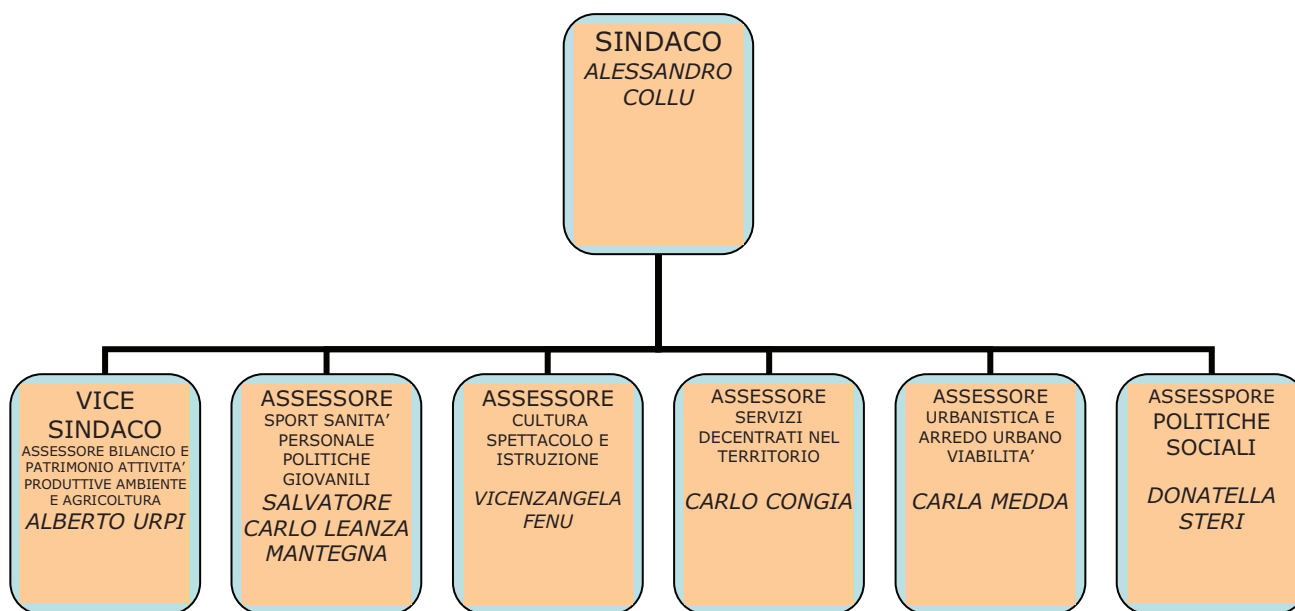 SINDACO
ALESSANDRO
COLLU
VICE
SINDACO
ASSESSORE BILANCIO E
PATRIMONIO ATTIVITA’
PRODUTTIVE AMBIENTE
E AGRICOLTURA
ALBERTO URPI
ASSESSORE
SPORT SANITA’
PERSONALE
POLITICHE
GIOVANILI
SALVATORE
CARLO LEANZA
MANTEGNA
ASSESSORE
CULTURA
SPETTACOLO E
ISTRUZIONE
VICENZANGELA
FENU
ASSESSORE
SERVIZI
DECENTRATI NEL
TERRITORIO
CARLO CONGIA
ASSESSORE
URBANISTICA E
ARREDO URBANO
VIABILITA’
CARLA MEDDA
ASSESSPORE
POLITICHE
SOCIALI
DONATELLA
STERI